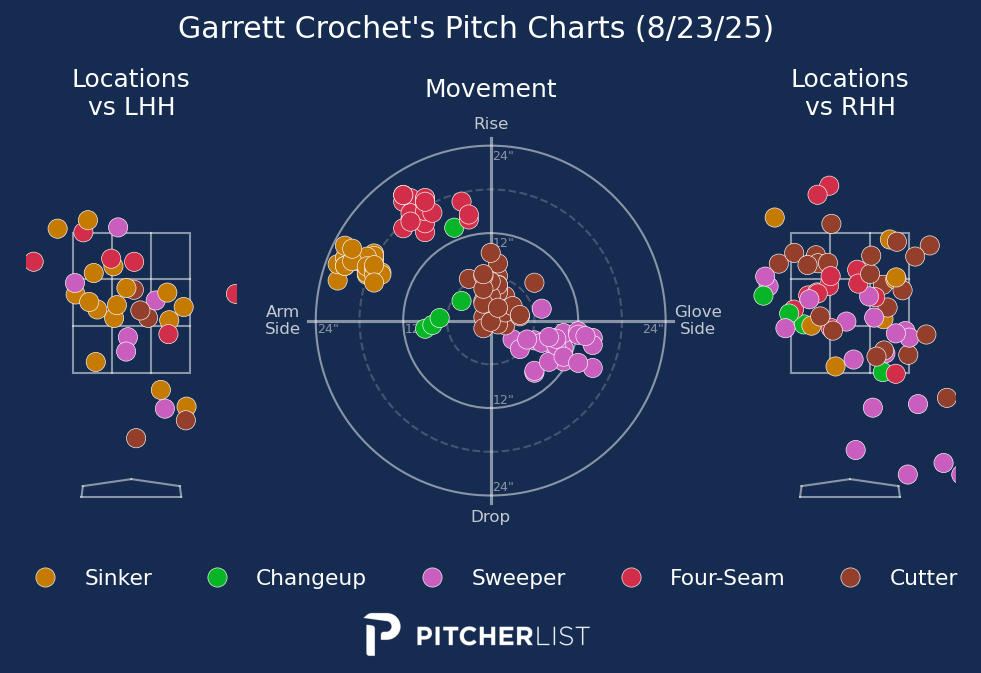 Garrett Crochet's Pitch Charts (8/23/25)
Locations
vs LHH
Movement
Locations
vs RHH
Rise
24"
12"
Arm
Side
24"
24"
Glove
Side
12"
24"
Drop
Sinker
Changeup
Sweeper
Four-Seam
Cutter
PITCHERLIST